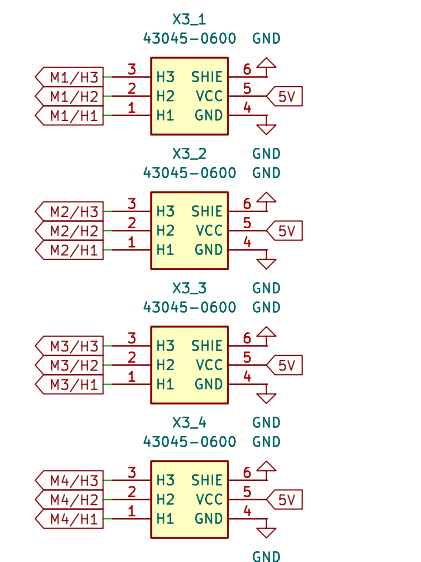 X3_1
43045-0600 GND
M1/H3 3 H3 SHIE 6
M1/H2 2 H2 VCC 5 5V
M1/H1 1 H1 GND 4
X3_2 GND
43045-0600 GND
M2/H3 3 H3 SHIE 6
M2/H2 2 H2 VCC 5 5V
M2/H1 1 H1 GND 4
X3_3 GND
43045-0600 GND
M3/H3 3 H3 SHIE 6
M3/H2 2 H2 VCC 5 5V
M3/H1 1 H1 GND 4
X3_4 GND
43045-0600 GND
M4/H3 3 H3 SHIE 6
M4/H2 2 H2 VCC 5 5V
M4/H1 1 H1 GND 4
GND